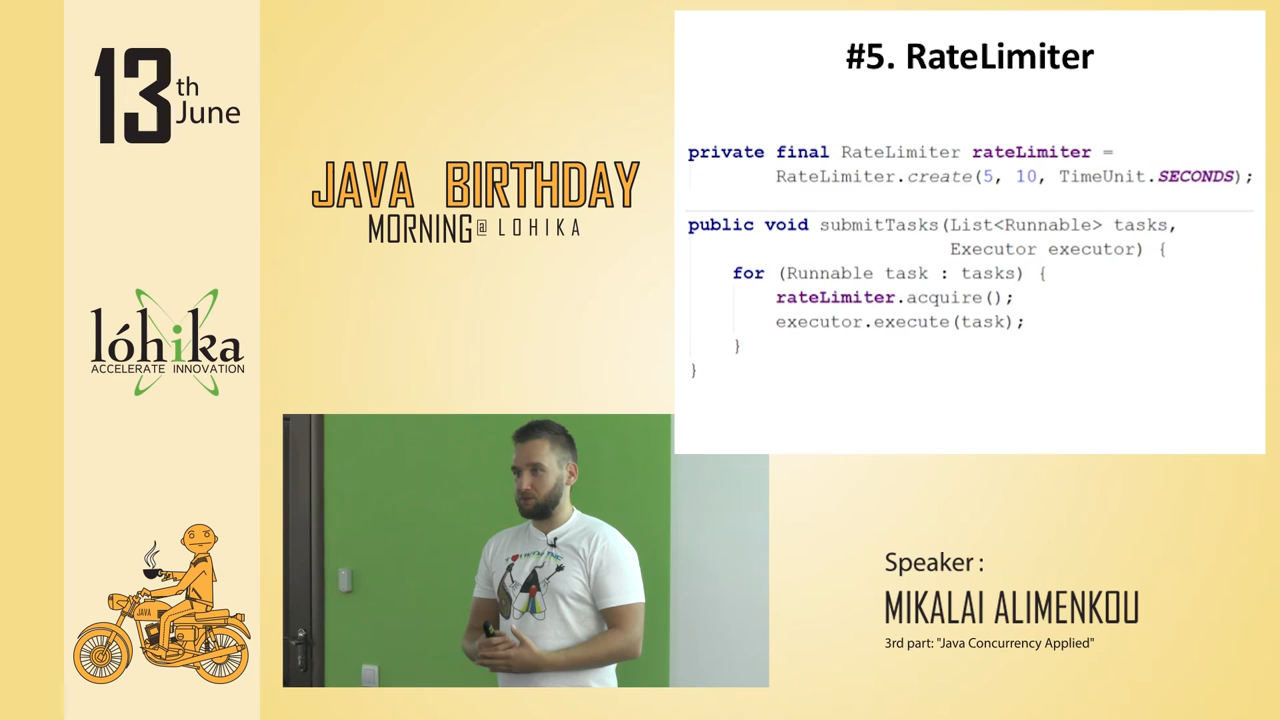 13th
June
JAVA BIRTHDAY
MORNING @ LOHIKA
lóhika
ACCELERATE INNOVATION
JAVA
#5. RateLimiter
private final RateLimiter rateLimiter =
RateLimiter.create(5, 10, TimeUnit.SECONDS);
public void submitTasks(List<Runnable> tasks,
Executor executor) {
for (Runnable task : tasks) {
rateLimiter.acquire();
executor.execute(task);
}
}
Speaker :
MIKALAI ALIMENKOU
3rd part: "Java Concurrency Applied"